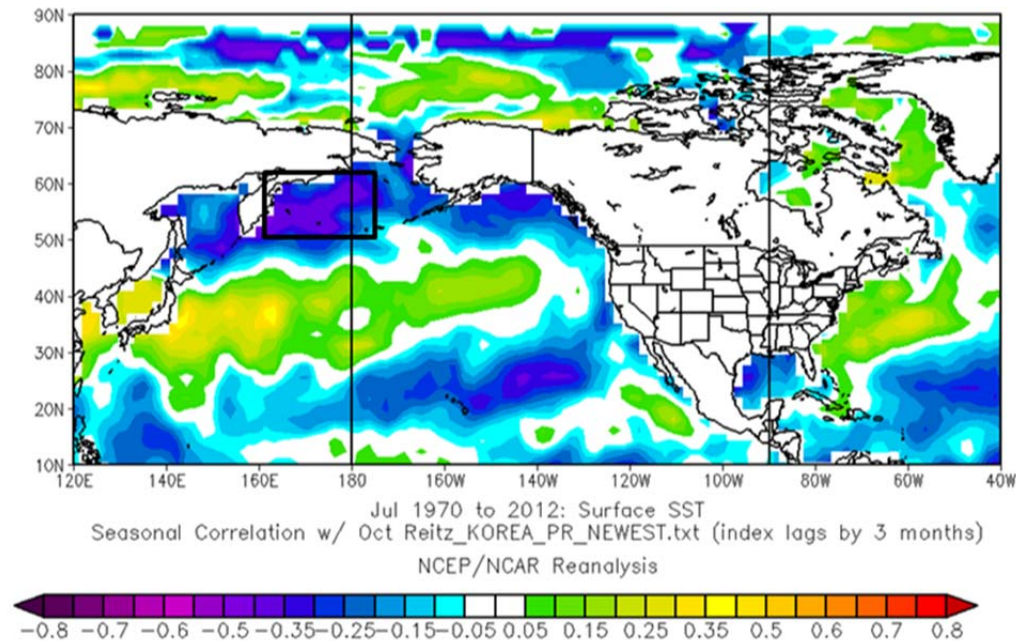 90N
80N
70N
60N
50N
40N
30N
20N
10N
120E 140E 160E 180 160W 140W 120W 100W 80W 60W 40W
Jul 1970 to 2012: Surface SST
Seasonal Correlation w/ Oct Reitz_KOREA_PR_NEWEST.txt (index lags by 3 months)
NCEP/NCAR Reanalysis
-0.8 -0.7 -0.6 -0.5 -0.35 -0.25 -0.15 -0.05 0.05 0.15 0.25 0.35 0.5 0.6 0.7 0.8